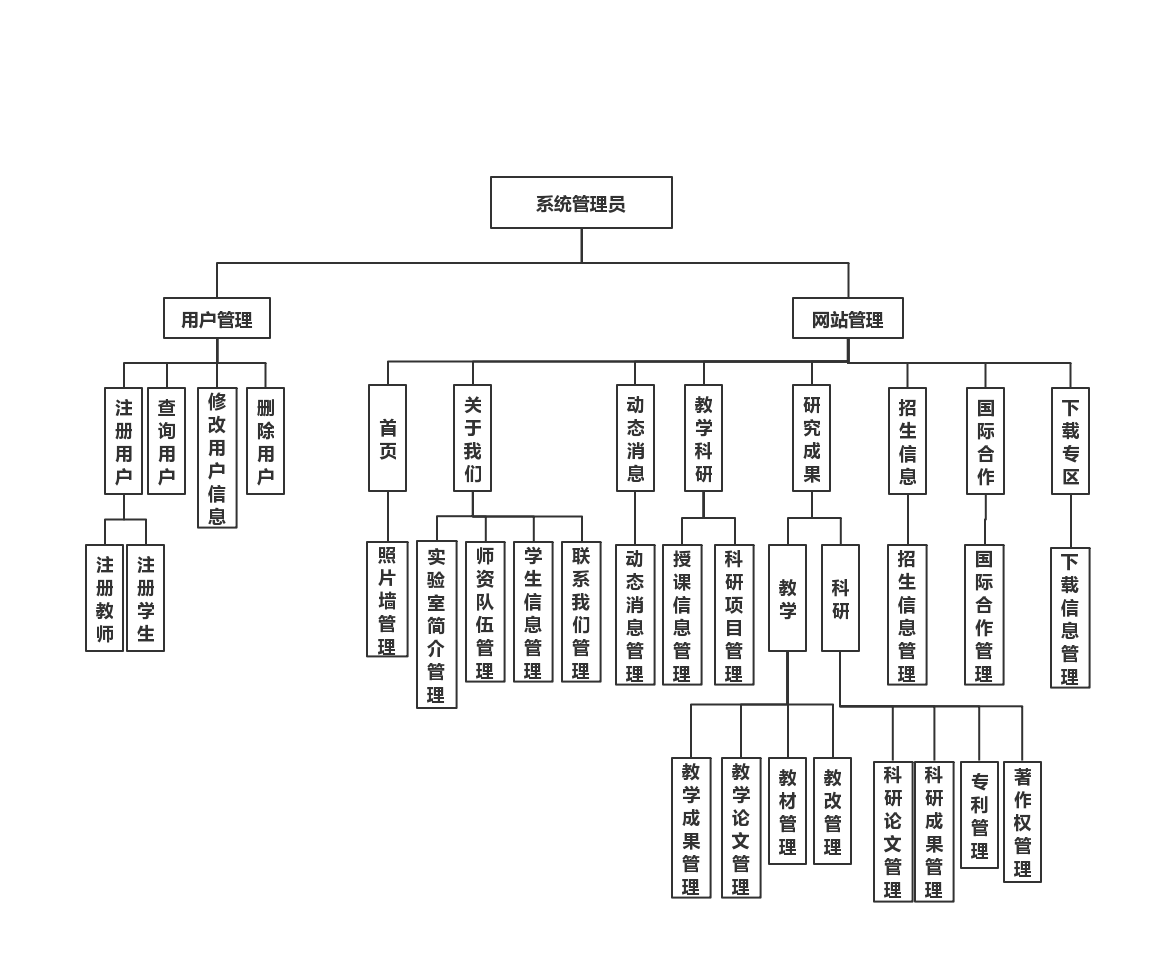 系统管理员
用户管理
网站管理
注册用户
查询用户
修改用户信息
删除用户
首页
关于我们
动态消息
教学科研
研究成果
招生信息
国际合作
下载专区
注册教师
注册学生
照片墙管理
实验室简介管理
师资队伍管理
学生信息管理
联系我们管理
动态消息管理
授课信息管理
科研项目管理
教学
科研
招生信息管理
国际合作管理
下载信息管理
教学成果管理
教学论文管理
教材管理
教改管理
科研论文管理
科研成果管理
专利管理
著作权管理